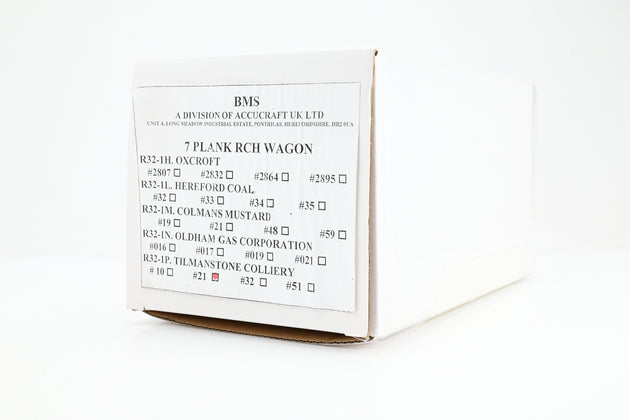 BMS
A DIVISION OF ACCUCRAFT UK LTD
UNIT 4, LONG MEADOW INDUSTRIAL ESTATE, PONTRILAS, HEREFORDSHIRE, HR2 0UA
7 PLANK RCH WAGON
R32-1H. OXCROFT
#2807 ☐ #2832 ☐ #2864 ☐ #2895 ☐
R32-1L. HEREFORD COAL
#32 ☐ #33 ☐ #34 ☐ #35 ☐
R32-1M. COLMANS MUSTARD
#19 ☐ #21 ☐ #48 ☐ #59 ☐
R32-1N. OLDHAM GAS CORPORATION
#016 ☐ #017 ☐ #019 ☐ #021 ☐
R32-1P. TILMANSTONE COLLIERY
# 10 ☐ #21 ☒ #32 ☐ #51 ☐